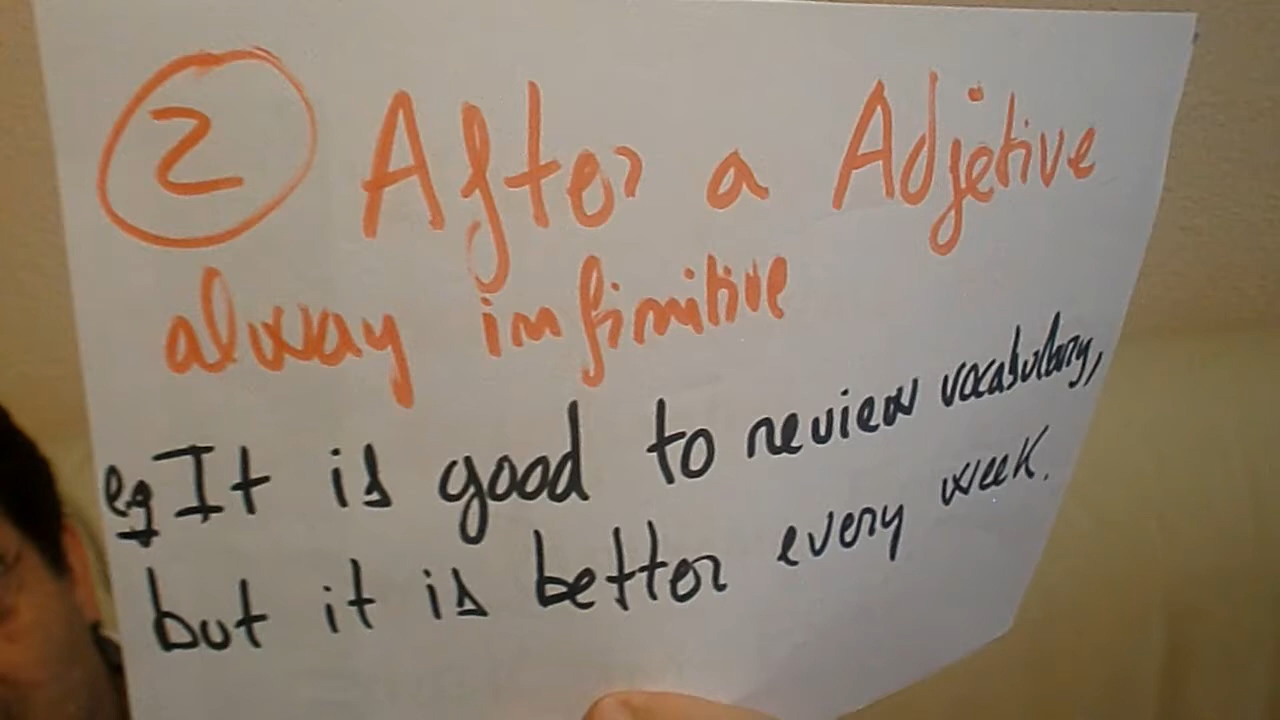 2 After a Adjetive
alway infinitive
eg It is good to review vocabulary,
but it is better every week.